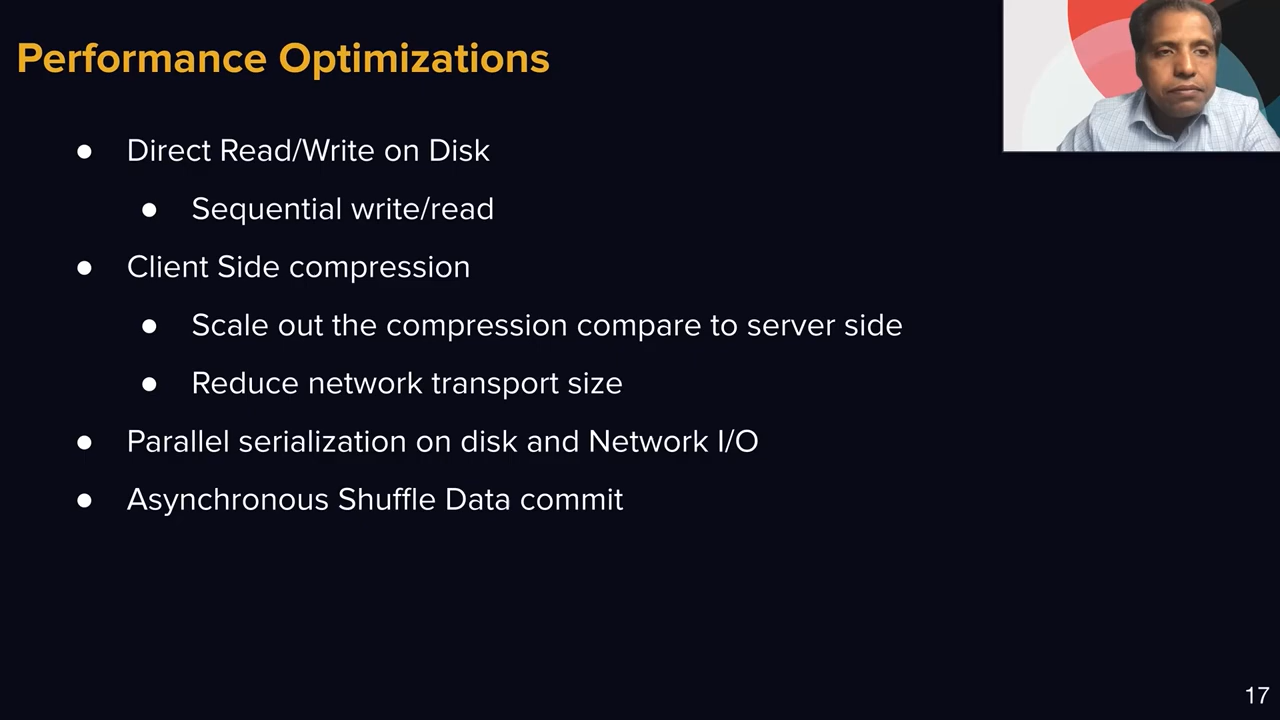 Performance Optimizations
● Direct Read/Write on Disk
● Sequential write/read
● Client Side compression
● Scale out the compression compare to server side
● Reduce network transport size
● Parallel serialization on disk and Network I/O
● Asynchronous Shuffle Data commit
17